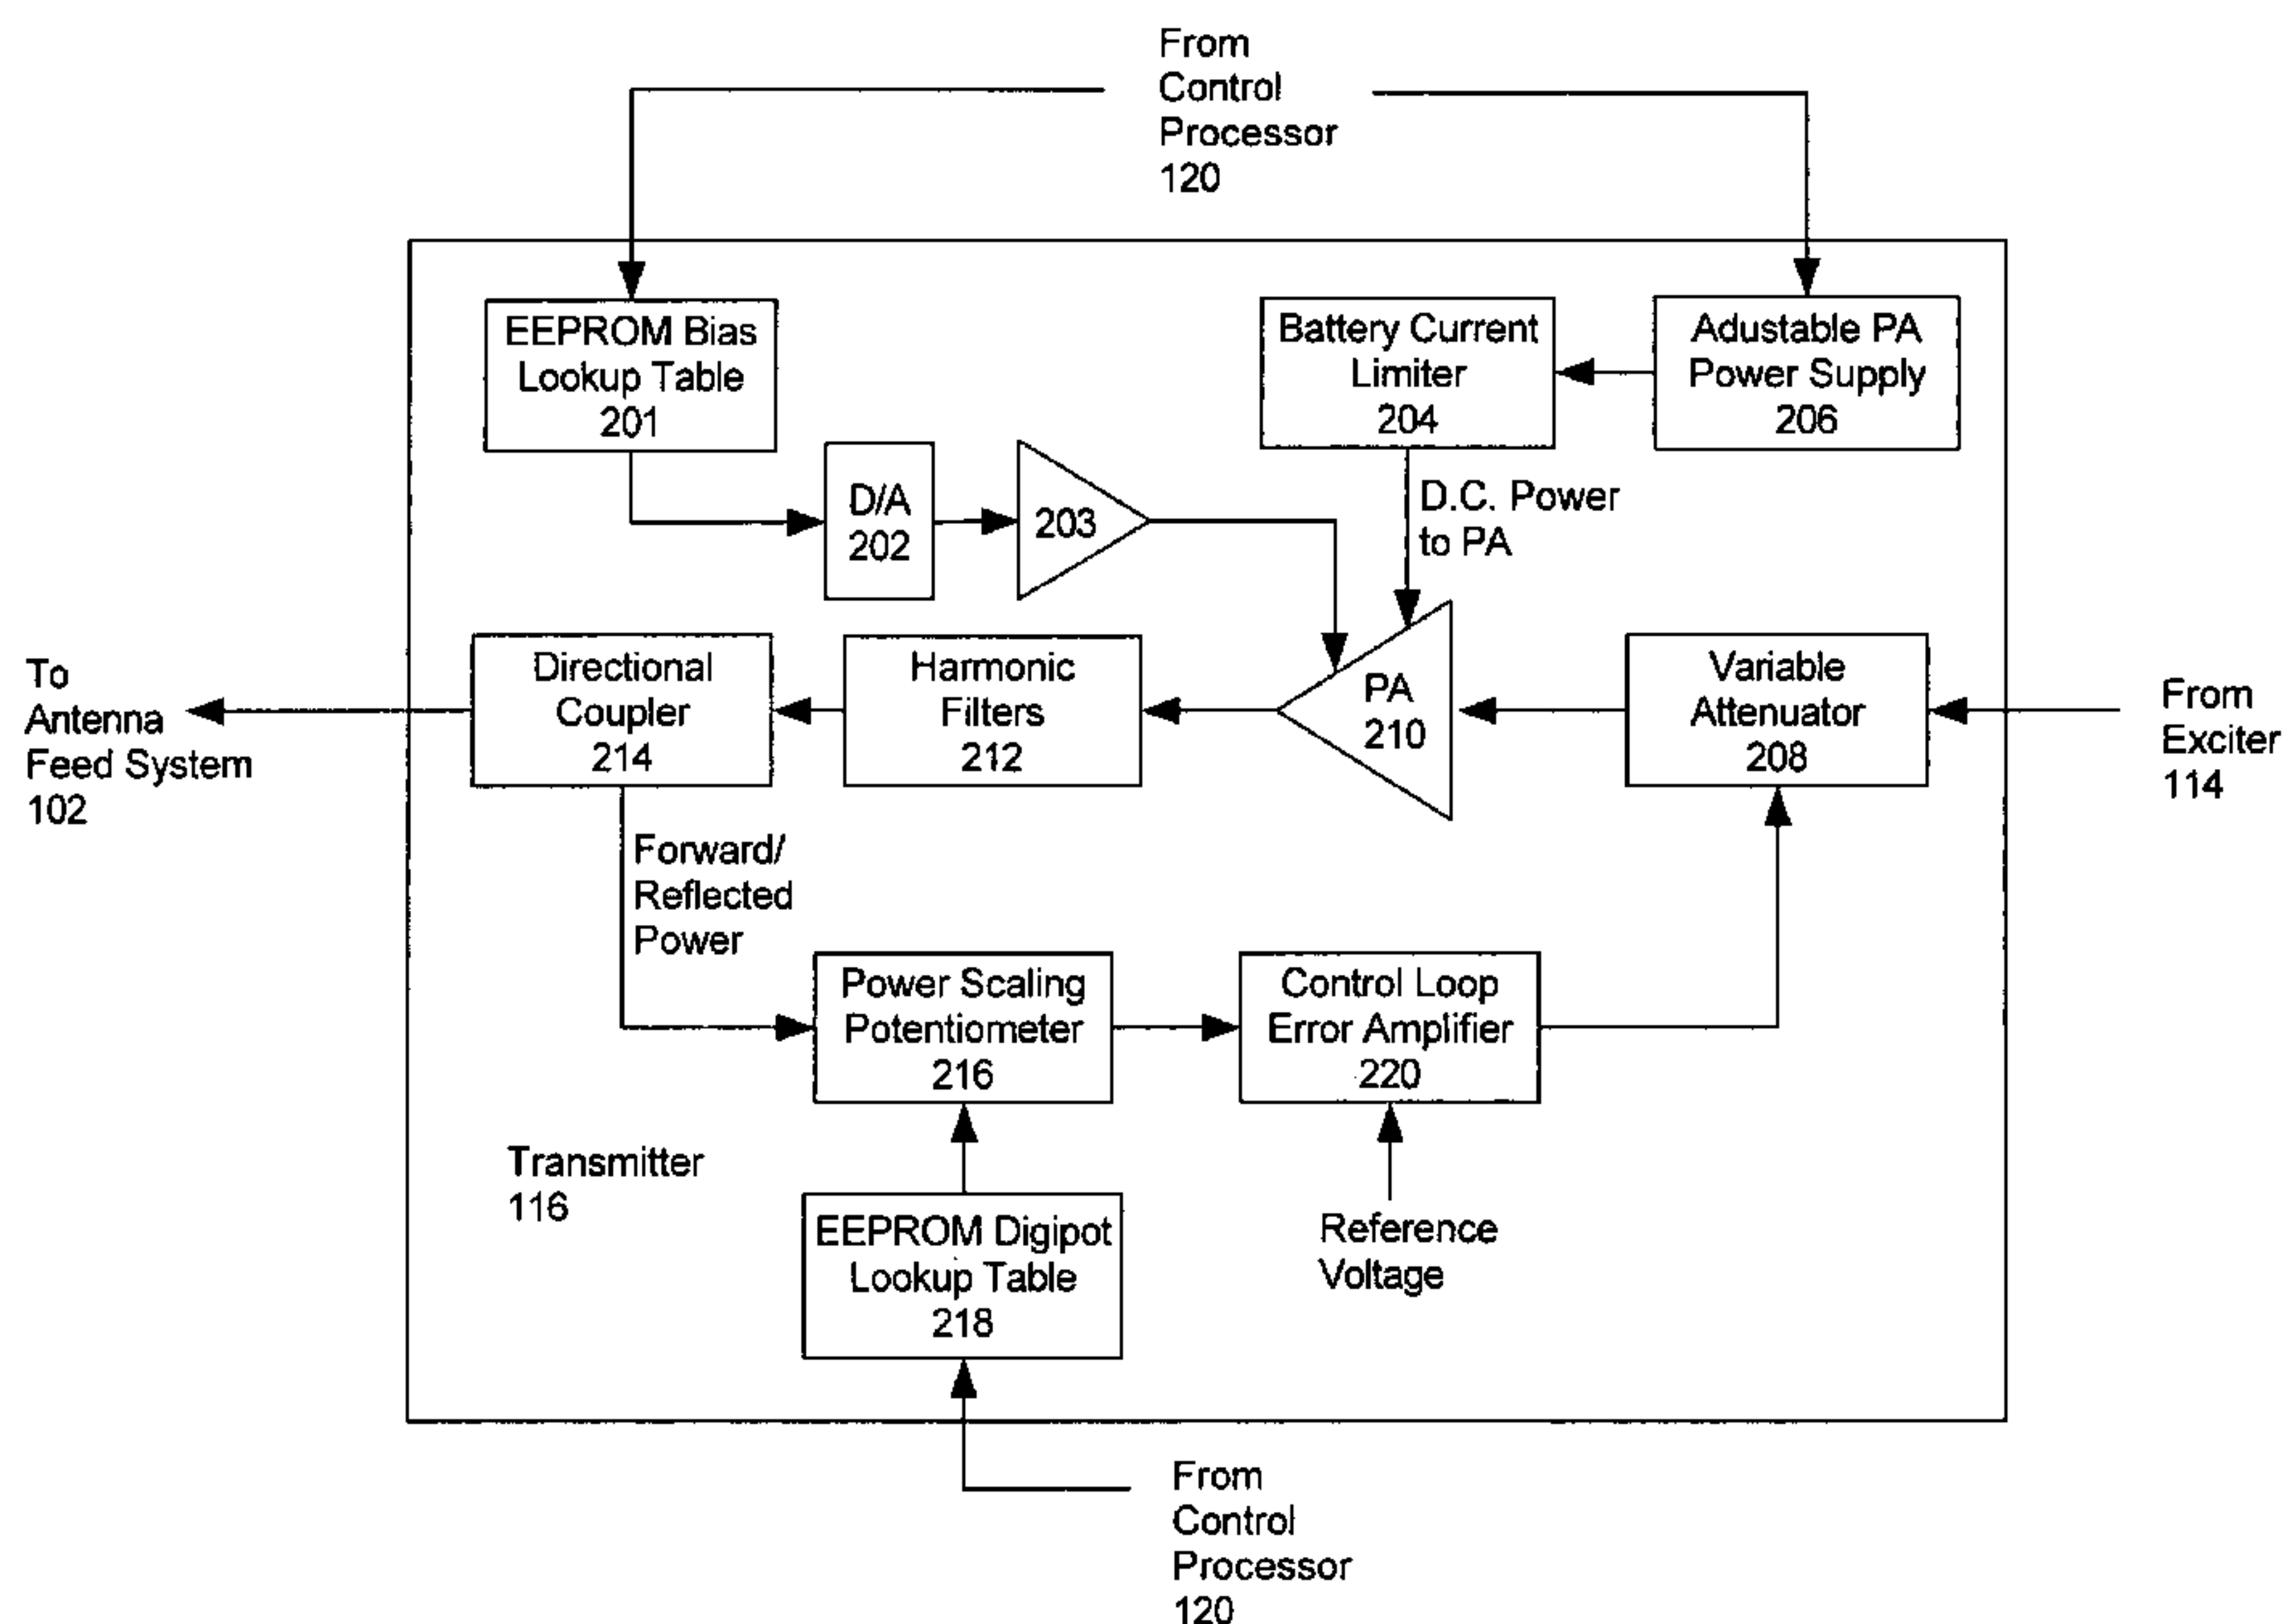 From
Control
Processor
120
EEPROM Bias
Lookup Table
201
Battery Current
Limiter
204
Adustable PA
Power Supply
206
D/A
202
203
D.C. Power
to PA
To
Antenna
Feed System
102
Directional
Coupler
214
Harmonic
Filters
212
PA
210
Variable
Attenuator
208
From
Exciter
114
Forward/
Reflected
Power
Power Scaling
Potentiometer
216
Control Loop
Error Amplifier
220
Transmitter
116
EEPROM Digipot
Lookup Table
218
Reference
Voltage
From
Control
Processor
120